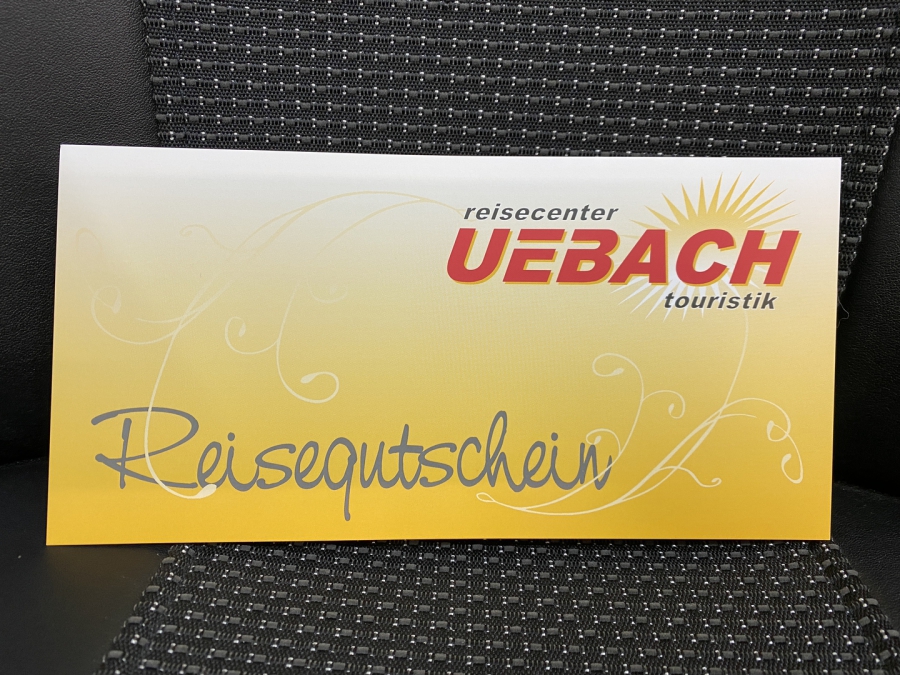 reisecenter
UEBACH
touristik
Reisegutschein